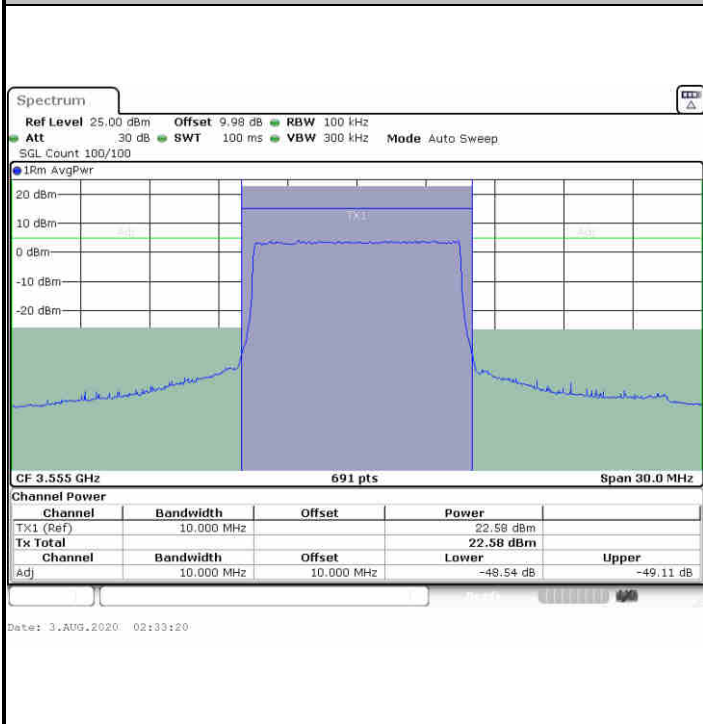 Spectrum
Ref Level 25.00 dBm Offset 9.98 dB RBW 100 kHz
Att 30 dB SWT 100 ms VBW 300 kHz Mode Auto Sweep
SGL Count 100/100
1Rm AvgPwr
20 dBm
TX1
10 dBm
Adj Adj
0 dBm
-10 dBm
-20 dBm
CF 3.555 GHz 691 pts Span 30.0 MHz
Channel Power
Channel Bandwidth Offset Power
TX1 (Ref) 10.000 MHz 22.58 dBm
Tx Total 22.58 dBm
Channel Bandwidth Offset Lower Upper
Adj 10.000 MHz 10.000 MHz -48.54 dB -49.11 dB
Date: 3.AUG.2020 02:33:20